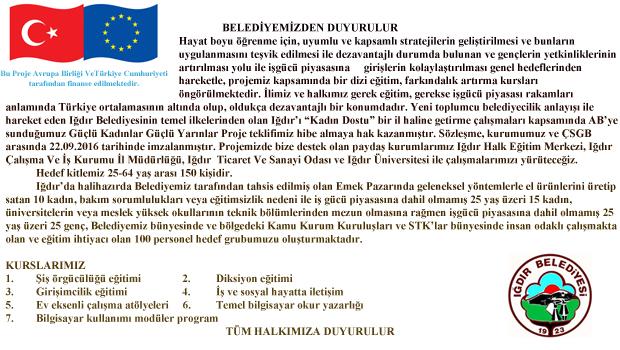 BELEDİYEMİZDEN DUYURULUR
Bu Proje Avrupa Birliği VeTürkiye Cumhuriyeti
tarafından finanse edilmektedir.
Hayat boyu öğrenme için, uyumlu ve kapsamlı stratejilerin geliştirilmesi ve bunların
uygulanmasını teşvik edilmesi ile dezavantajlı durumda bulunan ve gençlerin yetkinliklerinin
artırılması yolu ile işgücü piyasasına girişlerin kolaylaştırılması genel hedeflerinden
hareketle, projemiz kapsamında bir dizi eğitim, farkındalık artırma kursları
öngörülmektedir. İlimiz ve halkımız gerek eğitim, gerekse işgücü piyasası rakamları
anlamında Türkiye ortalamasının altında olup, oldukça dezavantajlı bir konumdadır. Yeni toplumcu belediyecilik anlayışı ile
hareket eden Iğdır Belediyesinin temel ilkelerinden olan Iğdır’ı “Kadın Dostu” bir il haline getirme çalışmaları kapsamında AB’ye
sunduğumuz Güçlü Kadınlar Güçlü Yarınlar Proje teklifimiz hibe almaya hak kazanmıştır. Sözleşme, kurumumuz ve ÇSGB
arasında 22.09.2016 tarihinde imzalanmıştır. Projemizde bize destek olan paydaş kurumlarımız Iğdır Halk Eğitim Merkezi, Iğdır
Çalışma Ve İş Kurumu İl Müdürlüğü, Iğdır Ticaret Ve Sanayi Odası ve Iğdır Üniversitesi ile çalışmalarımızı yürüteceğiz.
Hedef kitlemiz 25-64 yaş arası 150 kişidir.
Iğdır’da halihazırda Belediyemiz tarafından tahsis edilmiş olan Emek Pazarında geleneksel yöntemlerle el ürünlerini üretip
satan 10 kadın, bakım sorumlulukları veya eğitimsizlik nedeni ile iş gücü piyasasına dahil olmamış 25 yaş üzeri 15 kadın,
üniversitelerin veya meslek yüksek okullarının teknik bölümlerinden mezun olmasına rağmen işgücü piyasasına dahil olmamış 25
yaş üzeri 25 genç, Belediyemiz bünyesinde ve bölgedeki Kamu Kurum Kuruluşları ve STK’lar bünyesinde insan odaklı çalışmakta
olan ve eğitim ihtiyacı olan 100 personel hedef grubumuzu oluşturmaktadır.
KURSLARIMIZ
1. Şiş örgücülüğü eğitimi 2. Diksiyon eğitimi
3. Girişimcilik eğitimi 4. İş ve sosyal hayatta iletişim
5. Ev eksenli çalışma atölyeleri 6. Temel bilgisayar okur yazarlığı
7. Bilgisayar kullanımı modüler program
TÜM HALKIMIZA DUYURULUR
IĞDIR BELEDİYESİ
1923